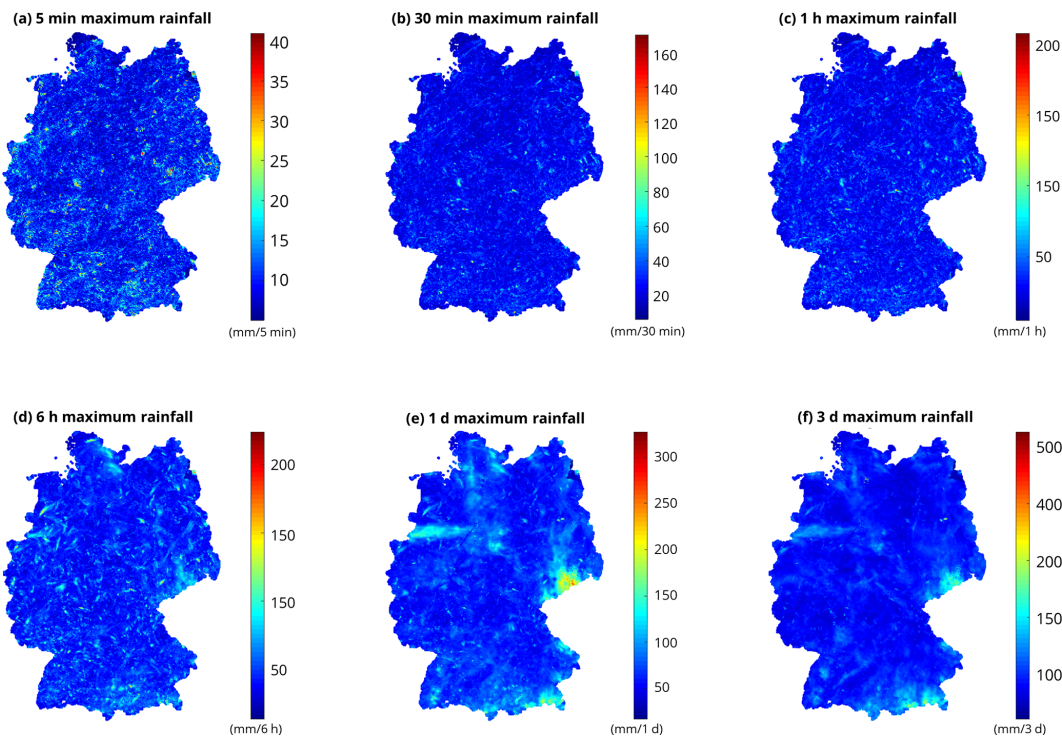 (a) 5 min maximum rainfall
40
35
30
25
20
15
10
(mm/5 min)
(b) 30 min maximum rainfall
160
140
120
100
80
60
40
20
(mm/30 min)
(c) 1 h maximum rainfall
200
150
150
50
(mm/1 h)
(d) 6 h maximum rainfall
200
150
150
50
(mm/6 h)
(e) 1 d maximum rainfall
300
250
200
150
100
50
(mm/1 d)
(f) 3 d maximum rainfall
500
400
200
150
100
(mm/3 d)